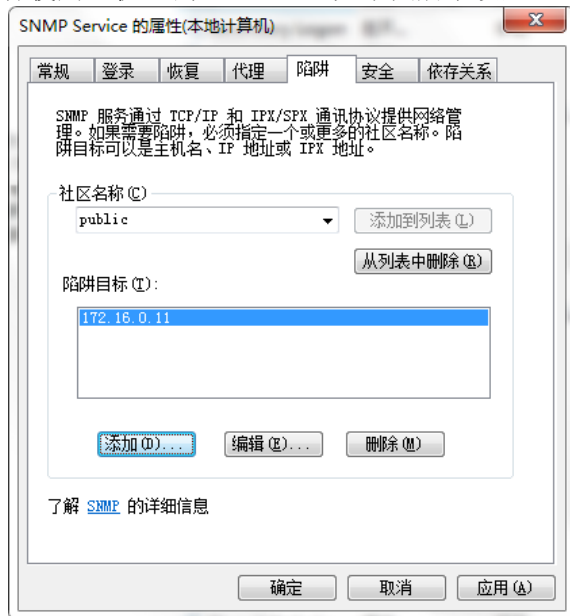 SNMP Service 的属性(本地计算机)
常规 登录 恢复 代理 陷阱 安全 依存关系
SNMP 服务通过 TCP/IP 和 IPX/SPX 通讯协议提供网络管
理。如果需要陷阱，必须指定一个或更多的社区名称。陷
阱目标可以是主机名、IP 地址或 IPX 地址。
社区名称(C)
public 添加到列表(L)
从列表中删除(R)
陷阱目标(T):
172.16.0.11
添加(D)... 编辑(E)... 删除(M)
了解 SNMP 的详细信息
确定 取消 应用(A)